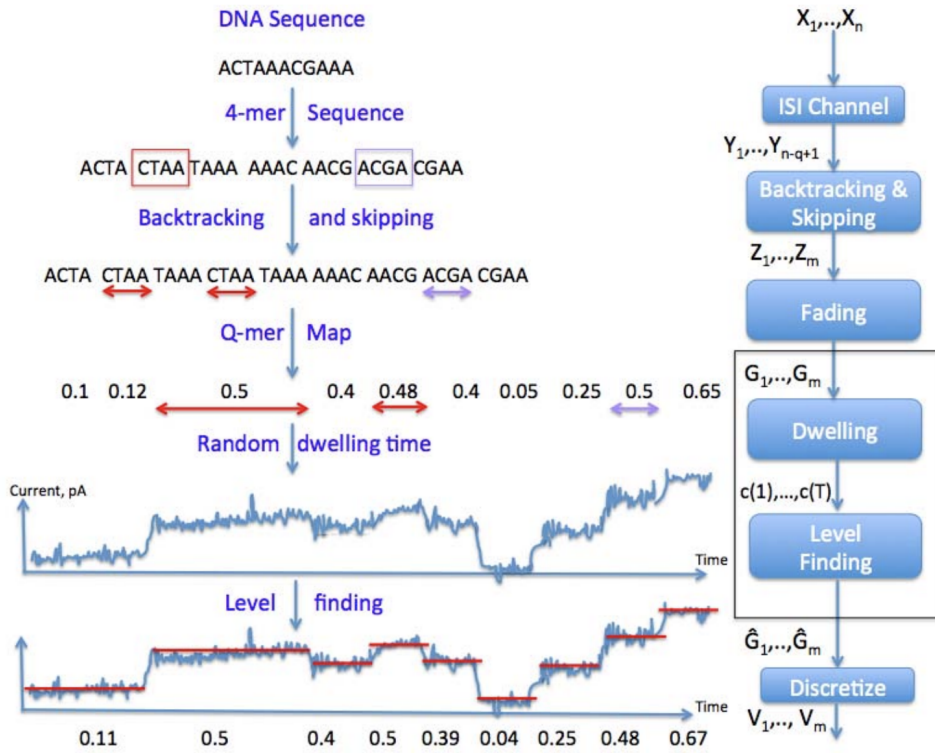 DNA Sequence
ACTAAACGAAA
4-mer Sequence
ACTA CTAA TAAA AAAC AACG ACGA CGAA
Backtracking and skipping
ACTA CTAA TAAA CTAA TAAA AAAC AACG ACGA CGAA
Q-mer Map
0.1 0.12 0.5 0.4 0.48 0.4 0.05 0.25 0.5 0.65
Random dwelling time
Current, pA
Time
Level finding
Time
0.11 0.5 0.4 0.5 0.39 0.04 0.25 0.48 0.67
X₁,..,Xₙ
ISI Channel
Y₁,..,Yₙ₋q₊₁
Backtracking &
Skipping
Z₁,..,Zₘ
Fading
G₁,..,Gₘ
Dwelling
c(1),...,c(T)
Level
Finding
Ĝ₁,..,Ĝₘ
Discretize
V₁,.., Vₘ